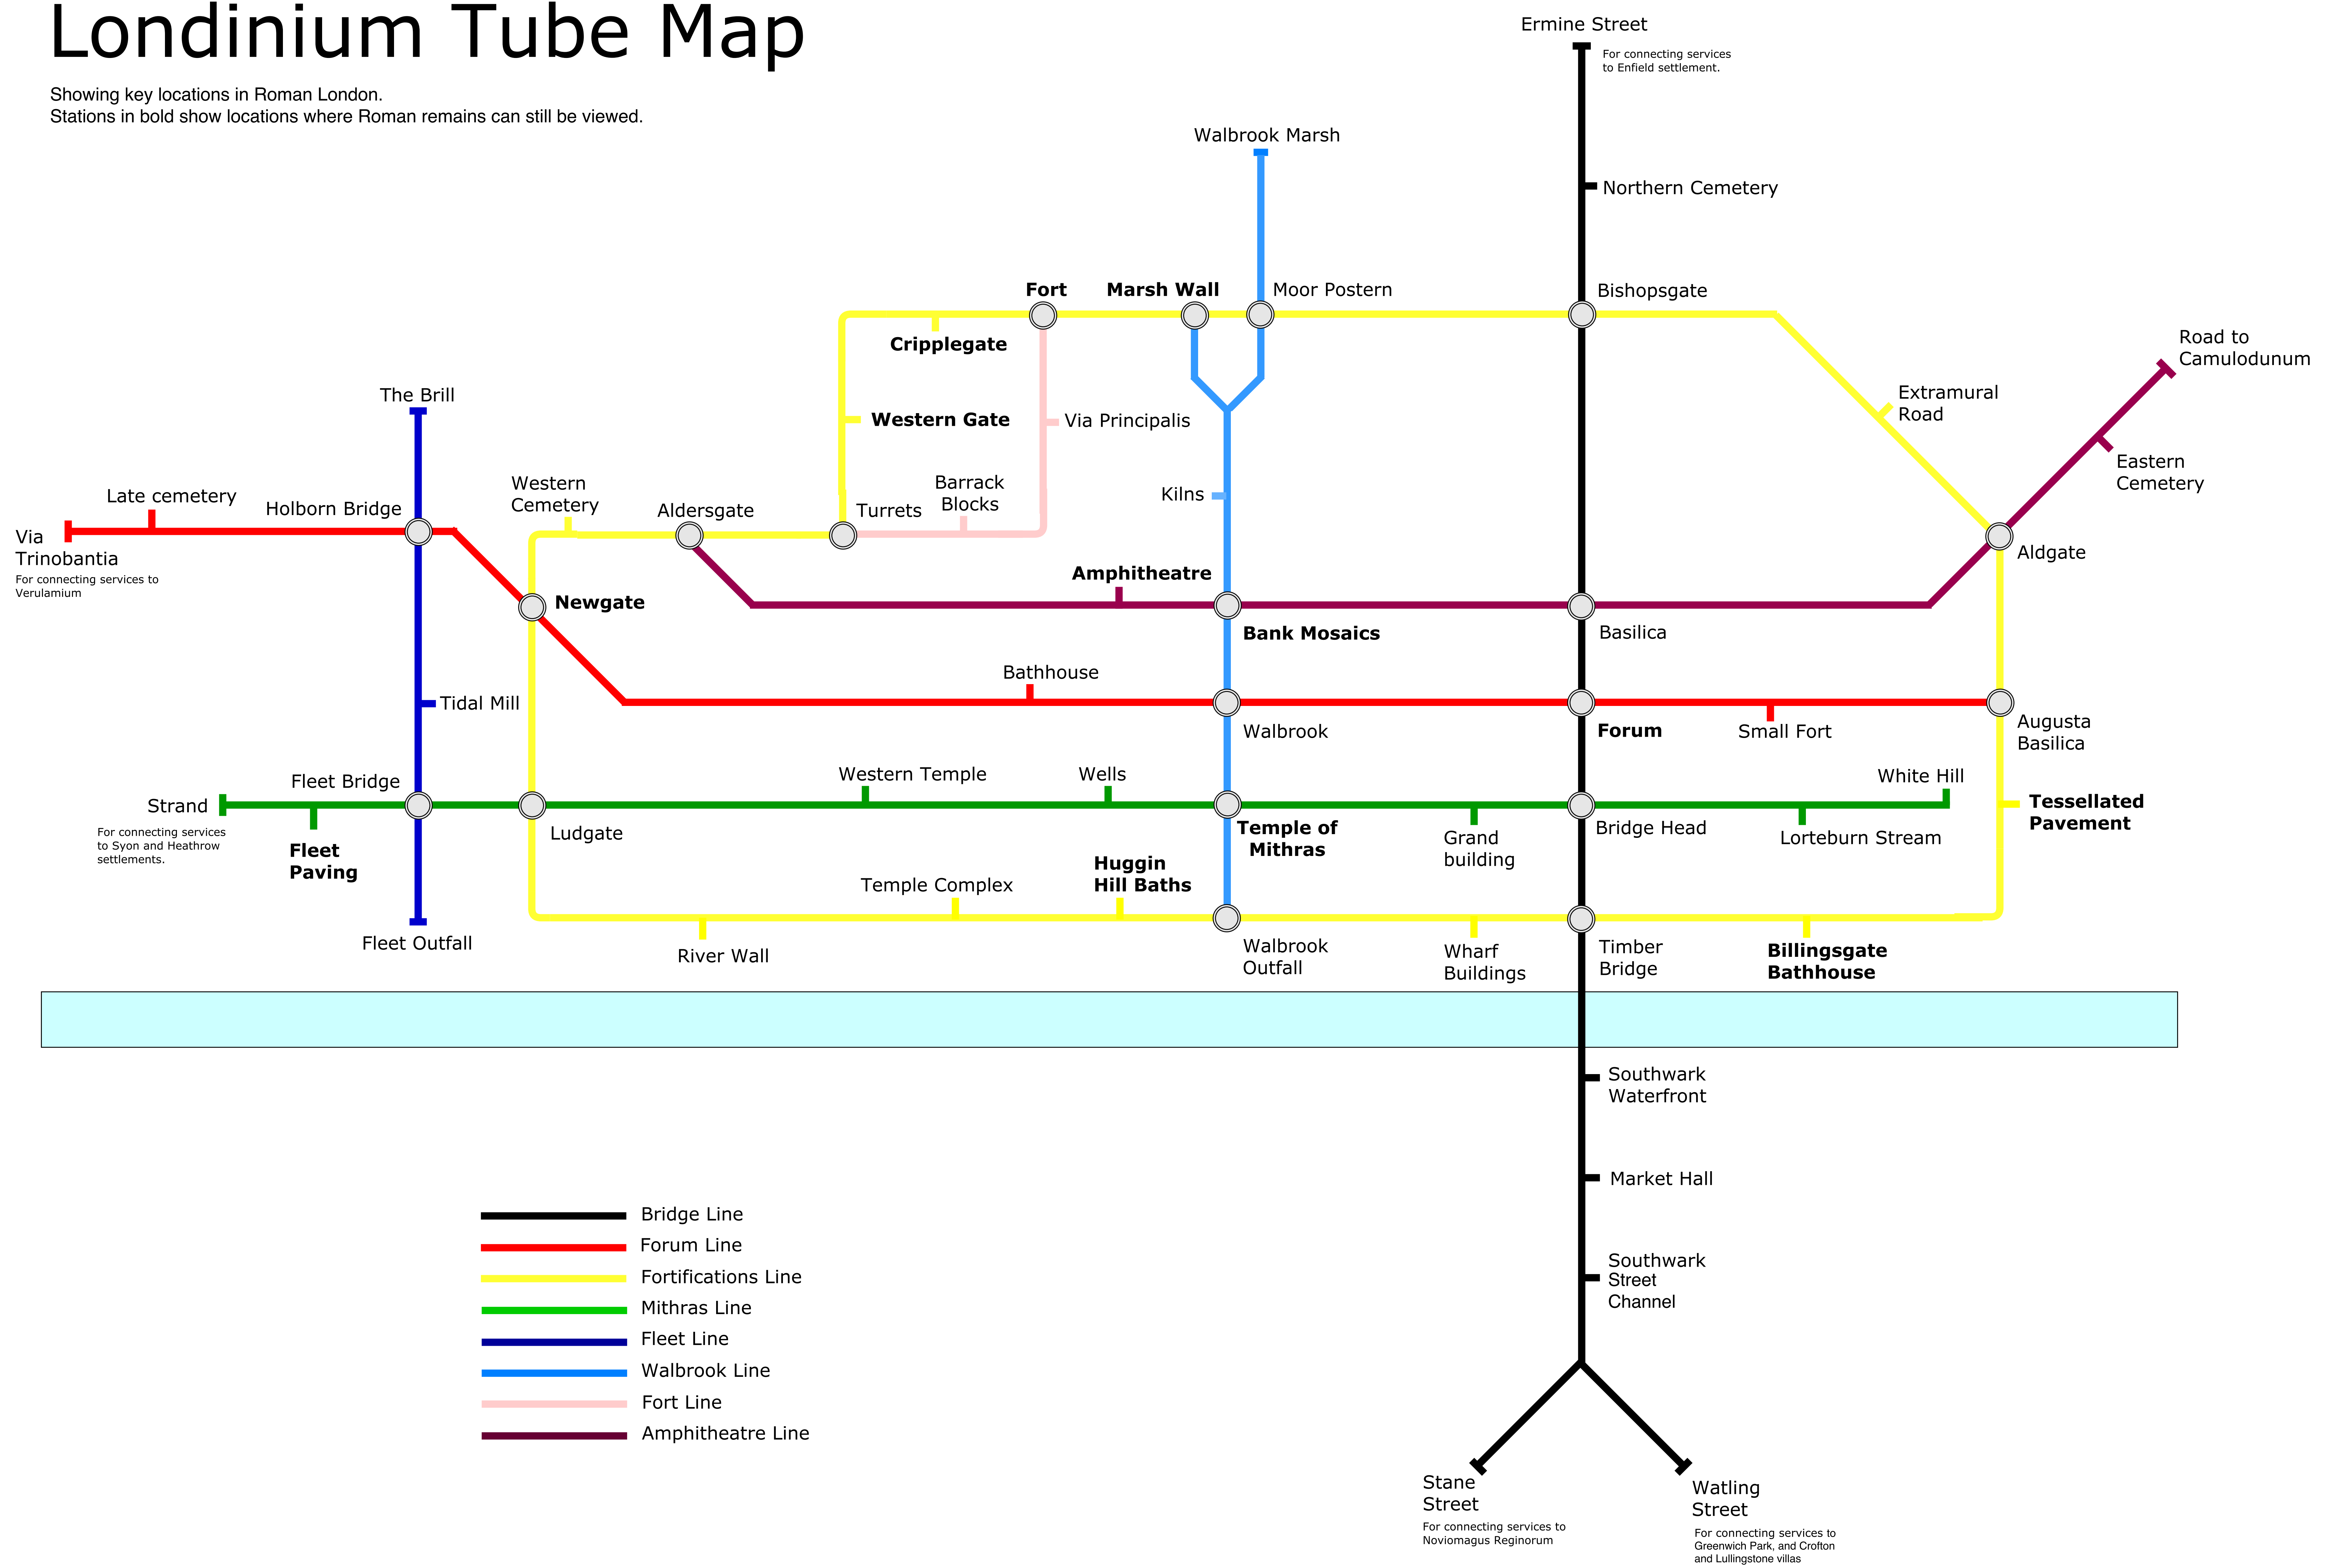 Londinium Tube Map
Showing key locations in Roman London.
Stations in bold show locations where Roman remains can still be viewed.
Ermine Street
For connecting services
to Enfield settlement.
Walbrook Marsh
Northern Cemetery
Fort
Marsh Wall
Moor Postern
Bishopsgate
Cripplegate
Road to
Camulodunum
The Brill
Western Gate
Via Principalis
Extramural
Road
Eastern
Cemetery
Late cemetery
Holborn Bridge
Western
Cemetery
Aldersgate
Turrets
Barrack
Blocks
Kilns
Via
Trinobantia
For connecting services to
Verulamium
Aldgate
Newgate
Amphitheatre
Bank Mosaics
Basilica
Bathhouse
Tidal Mill
Walbrook
Forum
Small Fort
Augusta
Basilica
Fleet Bridge
Western Temple
Wells
White Hill
Strand
For connecting services
to Syon and Heathrow
settlements.
Fleet
Paving
Ludgate
Temple of
Mithras
Grand
building
Bridge Head
Lorteburn Stream
Tessellated
Pavement
Temple Complex
Huggin
Hill Baths
Fleet Outfall
River Wall
Walbrook
Outfall
Wharf
Buildings
Timber
Bridge
Billingsgate
Bathhouse
Southwark
Waterfront
Market Hall
Southwark
Street
Channel
Bridge Line
Forum Line
Fortifications Line
Mithras Line
Fleet Line
Walbrook Line
Fort Line
Amphitheatre Line
Stane
Street
For connecting services to
Noviomagus Reginorum
Watling
Street
For connecting services to
Greenwich Park, and Crofton
and Lullingstone villas